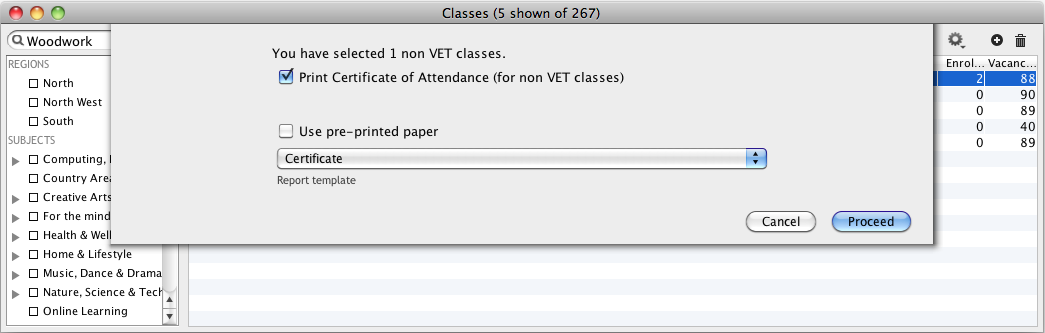 Classes (5 shown of 267)
Woodwork
You have selected 1 non VET classes.
Print Certificate of Attendance (for non VET classes)
Use pre-printed paper
Certificate
Report template
Cancel
Proceed
REGIONS
North
North West
South
SUBJECTS
Computing,
Country Area
Creative Arts
For the mind
Health & Well
Home & Lifestyle
Music, Dance & Drama
Nature, Science & Tech
Online Learning
Enrol... Vacanc...
2 88
0 90
0 89
0 40
0 89